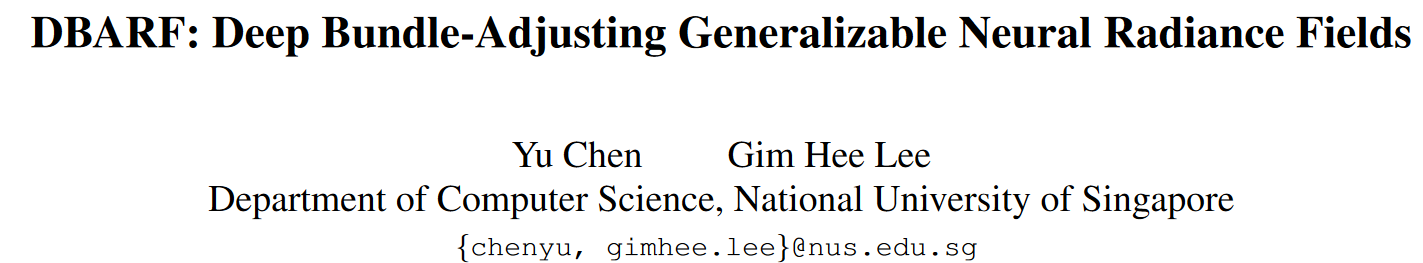 DBARF: Deep Bundle-Adjusting Generalizable Neural Radiance Fields
Yu Chen Gim Hee Lee
Department of Computer Science, National University of Singapore
{chenyu, gimhee.lee}@nus.edu.sg